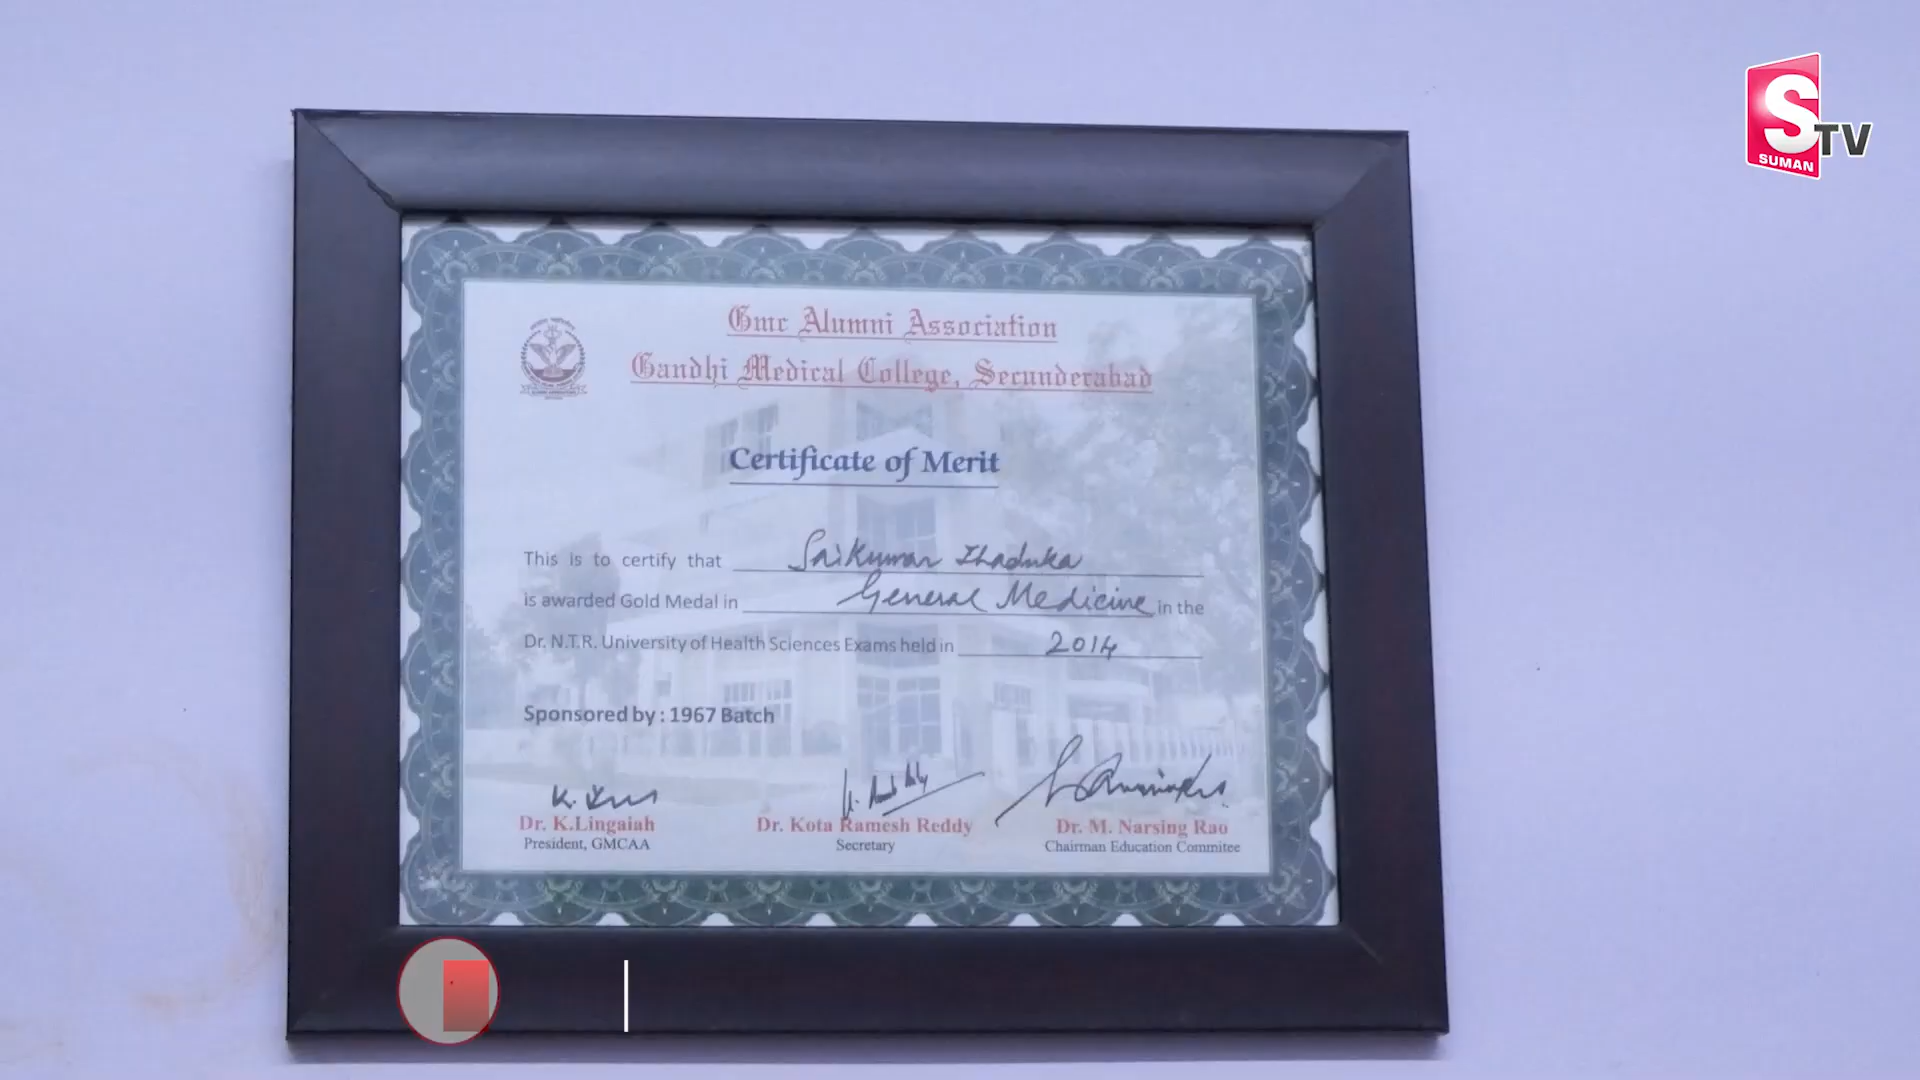 S
SUMAN
TV
Gmc Alumni Association
Gandhi Medical College, Secunderabad
Certificate of Merit
This is to certify that Saikumar Thaduka
is awarded Gold Medal in General Medicine in the
Dr. N.T.R. University of Health Sciences Exams held in 2014
Sponsored by : 1967 Batch
Dr. K.Lingaiah
President, GMCAA
Dr. Kota Ramesh Reddy
Secretary
Dr. M. Narsing Rao
Chairman Education Commitee